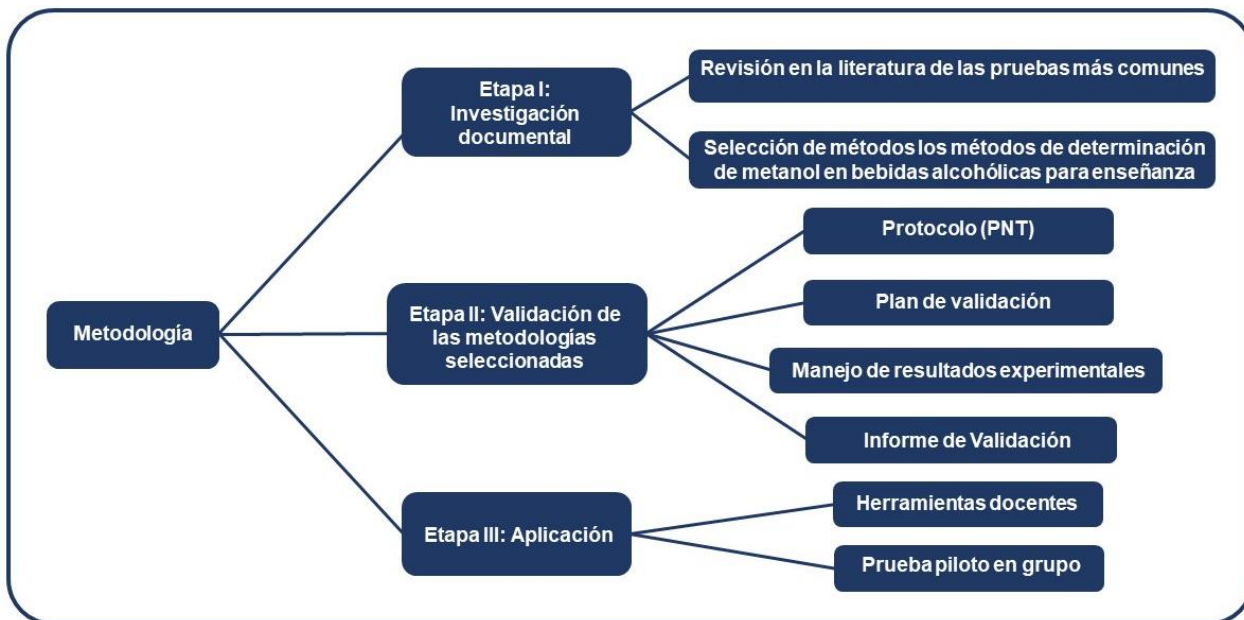 Metodología
Etapa I:
Investigación
documental
Revisión en la literatura de las pruebas más comunes
Selección de métodos los métodos de determinación
de metanol en bebidas alcohólicas para enseñanza
Etapa II: Validación de
las metodologías
seleccionadas
Protocolo (PNT)
Plan de validación
Manejo de resultados experimentales
Informe de Validación
Etapa III: Aplicación
Herramientas docentes
Prueba piloto en grupo